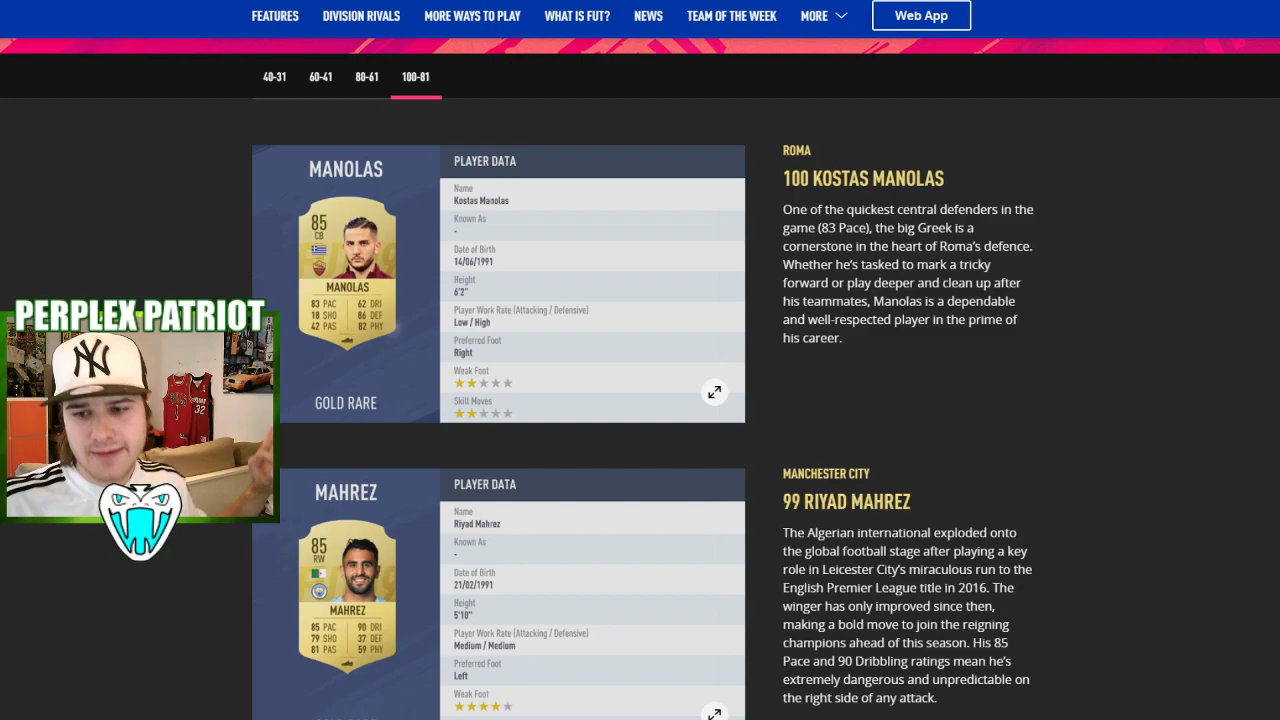 FEATURES DIVISION RIVALS MORE WAYS TO PLAY WHAT IS FUT? NEWS TEAM OF THE WEEK MORE Web App
40-31 60-41 80-61 100-81
MANOLAS
85
CB
MANOLAS
83 PAC 62 DRI
18 SHO 86 DEF
42 PAS 82 PHY
GOLD RARE
PLAYER DATA
Name
Kostas Manolas
Known As
-
Date of Birth
14/06/1991
Height
6'2"
Player Work Rate (Attacking / Defensive)
Low / High
Preferred Foot
Right
Weak Foot
Skill Moves
ROMA
100 KOSTAS MANOLAS
One of the quickest central defenders in the
game (83 Pace), the big Greek is a
cornerstone in the heart of Roma's defence.
Whether he's tasked to mark a tricky
forward or play deeper and clean up after
his teammates, Manolas is a dependable
and well-respected player in the prime of
his career.
PERPLEX PATRIOT
NY
32
MAHREZ
85
RW
MAHREZ
85 PAC 90 DRI
79 SHO 37 DEF
81 PAS 59 PHY
PLAYER DATA
Name
Riyad Mahrez
Known As
-
Date of Birth
21/02/1991
Height
5'10"
Player Work Rate (Attacking / Defensive)
Medium / Medium
Preferred Foot
Left
Weak Foot
MANCHESTER CITY
99 RIYAD MAHREZ
The Algerian international exploded onto
the global football stage after playing a key
role in Leicester City's miraculous run to the
English Premier League title in 2016. The
winger has only improved since then,
making a bold move to join the reigning
champions ahead of this season. His 85
Pace and 90 Dribbling ratings mean he's
extremely dangerous and unpredictable on
the right side of any attack.